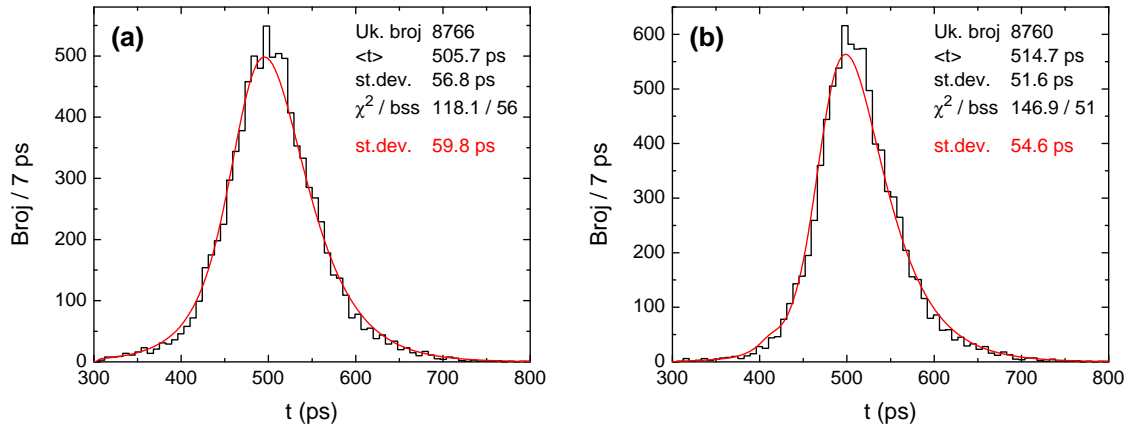 (a)
Uk. broj 8766
<t> 505.7 ps
st.dev. 56.8 ps
χ² / bss 118.1 / 56
st.dev. 59.8 ps
500
400
300
200
100
0
Broj / 7 ps
300 400 500 600 700 800
t (ps)
(b)
Uk. broj 8760
<t> 514.7 ps
st.dev. 51.6 ps
χ² / bss 146.9 / 51
st.dev. 54.6 ps
600
500
400
300
200
100
0
Broj / 7 ps
300 400 500 600 700 800
t (ps)